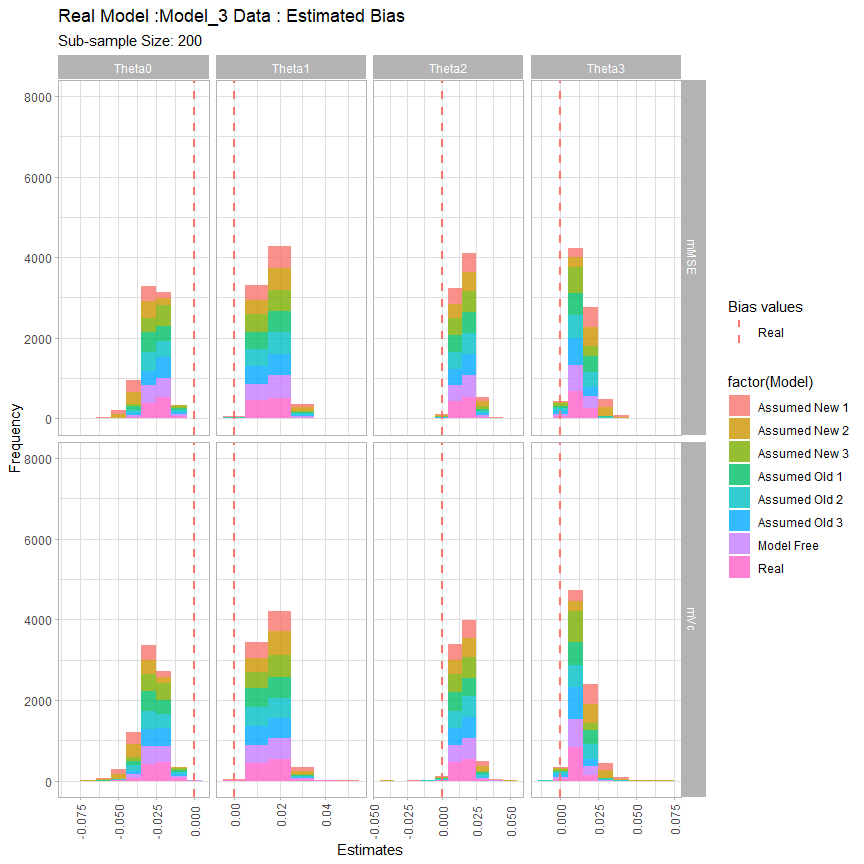 Real Model :Model_3 Data : Estimated Bias
Sub-sample Size: 200
Theta0 Theta1 Theta2 Theta3
8000
6000
4000
2000
0
mMSE
8000
6000
4000
2000
0
mVc
Frequency
-0.075 -0.050 -0.025 0.000 0.00 0.02 0.04 -0.050 -0.025 0.000 0.025 0.050 0.000 0.025 0.050 0.075
Estimates
Bias values
Real
factor(Model)
Assumed New 1
Assumed New 2
Assumed New 3
Assumed Old 1
Assumed Old 2
Assumed Old 3
Model Free
Real